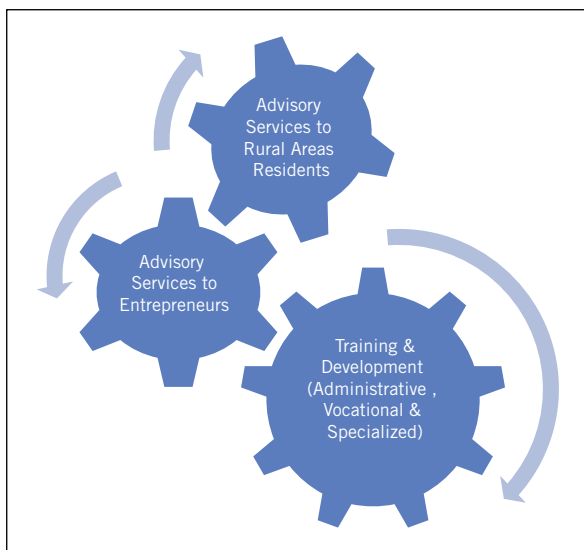 Advisory
Services to
Rural Areas
Residents
Advisory
Services to
Entrepreneurs
Training &
Development
(Administrative ,
Vocational &
Specialized)